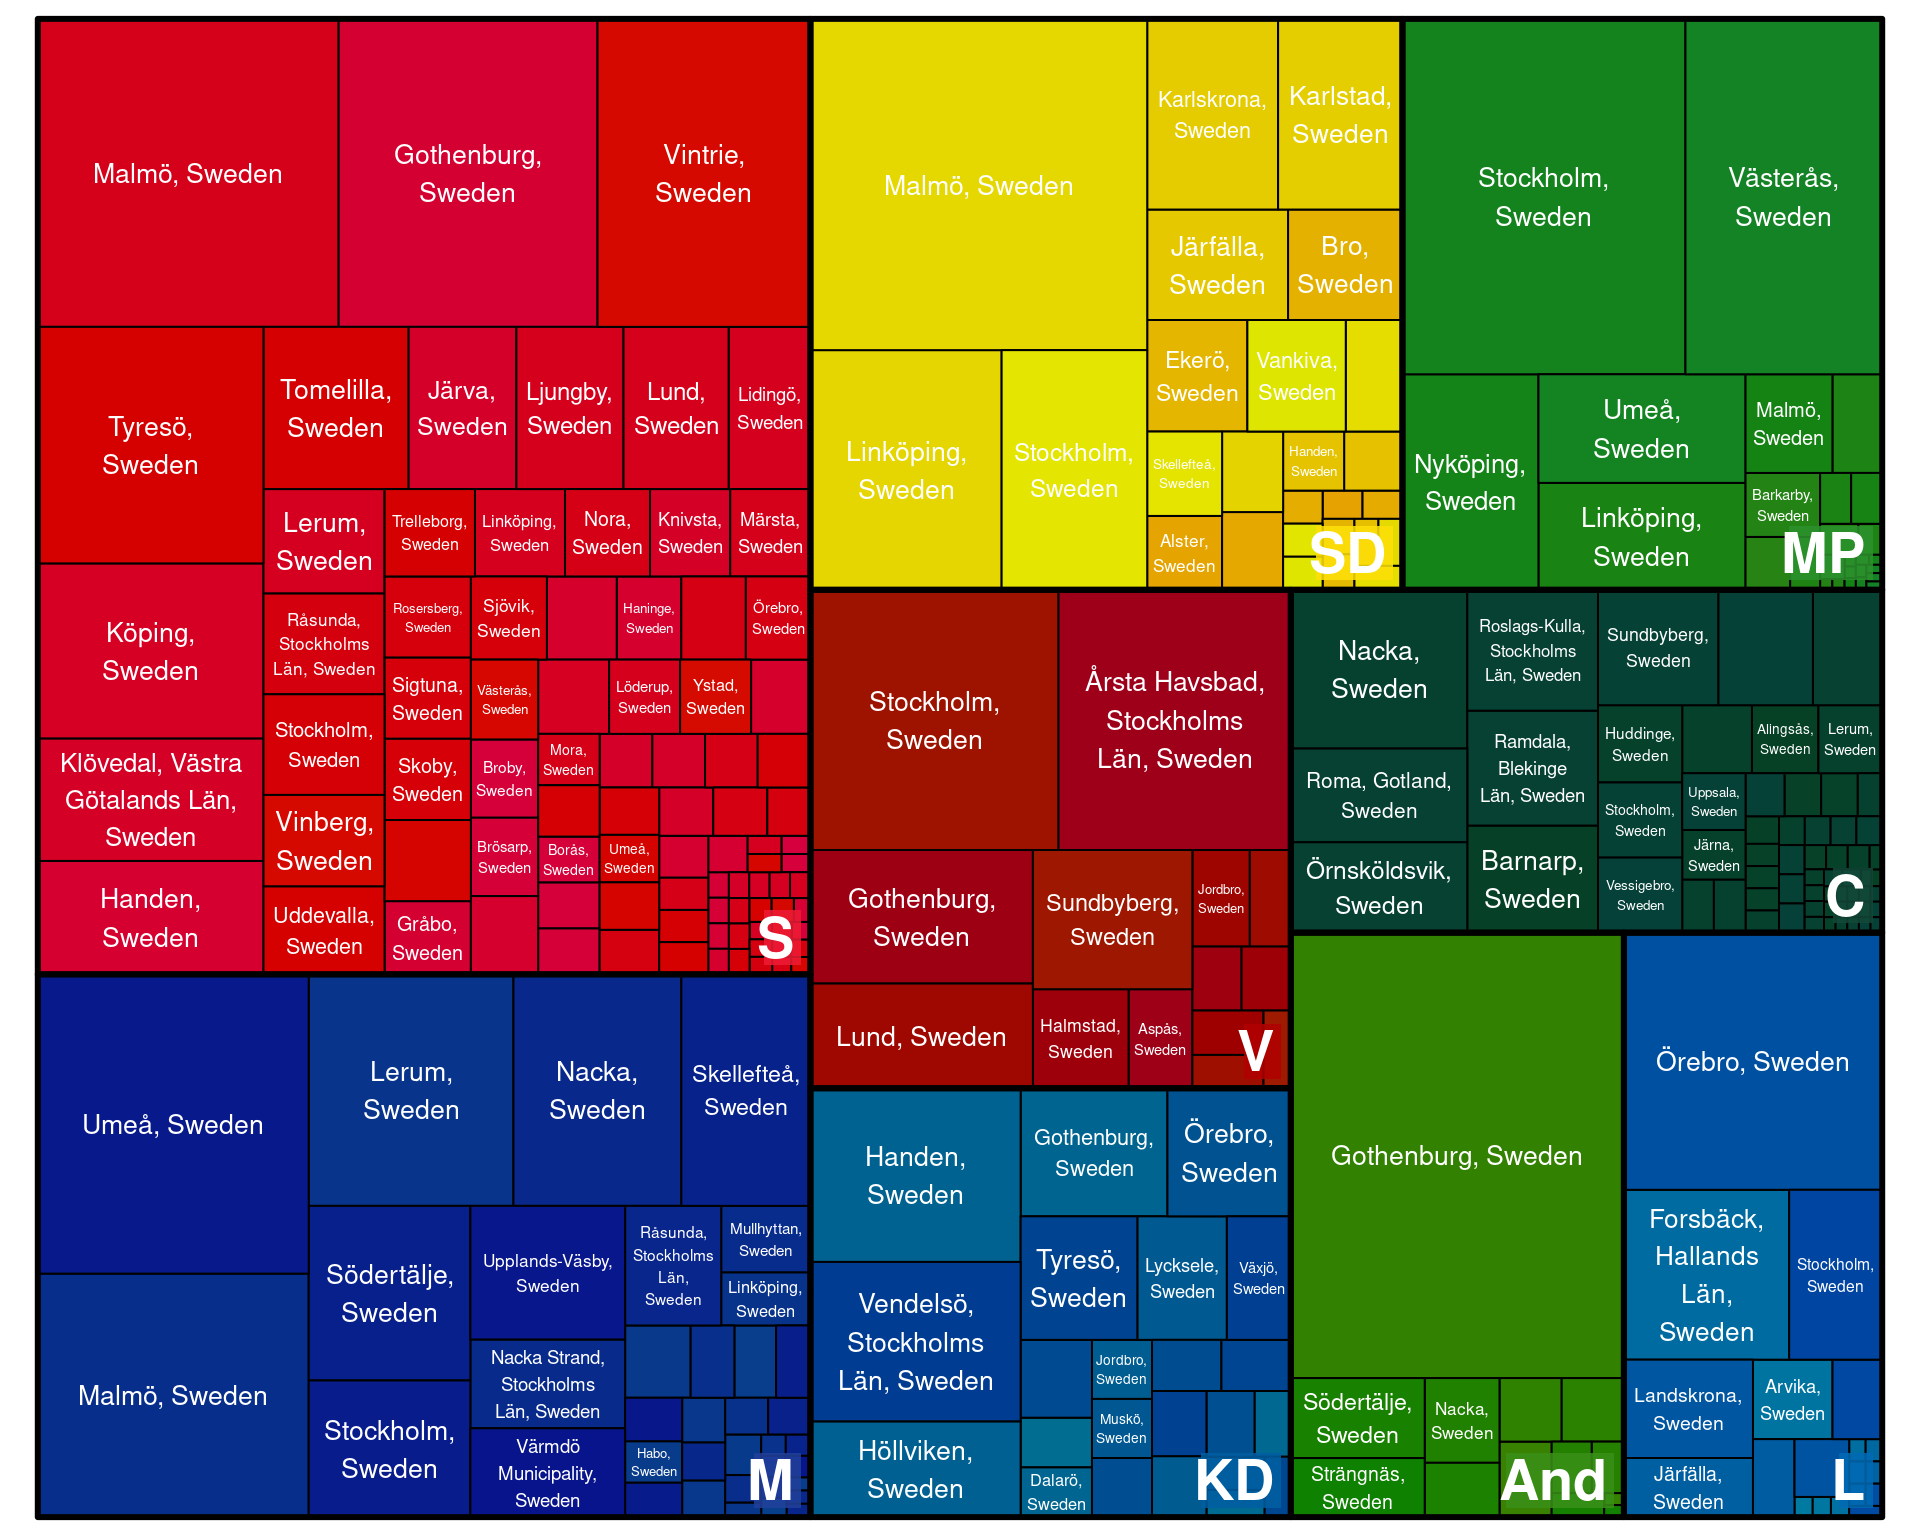 Malmö, Sweden
Gothenburg,
Sweden
Vintrie,
Sweden
Tyresö,
Sweden
Tomelilla,
Sweden
Järva,
Sweden
Ljungby,
Sweden
Lund,
Sweden
Lidingö,
Sweden
Köping,
Sweden
Klövedal, Västra
Götalands Län,
Sweden
Handen,
Sweden
Lerum,
Sweden
Råsunda,
Stockholms
Län, Sweden
Stockholm,
Sweden
Vinberg,
Sweden
Uddevalla,
Sweden
Trelleborg,
Sweden
Linköping,
Sweden
Nora,
Sweden
Knivsta,
Sweden
Märsta,
Sweden
Rosersberg,
Sweden
Sigtuna,
Sweden
Skoby,
Sweden
Gråbo,
Sweden
Sjövik,
Sweden
Haninge,
Sweden
Örebro,
Sweden
Västerås,
Sweden
Broby,
Sweden
Brösarp,
Sweden
Löderup,
Sweden
Ystad,
Sweden
Mora,
Sweden
Borås,
Sweden
Umeå,
Sweden
S
Malmö, Sweden
Linköping,
Sweden
Stockholm,
Sweden
Karlskrona,
Sweden
Karlstad,
Sweden
Järfälla,
Sweden
Bro,
Sweden
Ekerö,
Sweden
Vankiva,
Sweden
Skellefteå,
Sweden
Alster,
Sweden
Handen,
Sweden
SD
Stockholm,
Sweden
Västerås,
Sweden
Nyköping,
Sweden
Umeå,
Sweden
Linköping,
Sweden
Malmö,
Sweden
Barkarby,
Sweden
MP
Stockholm,
Sweden
Årsta Havsbad,
Stockholms
Län, Sweden
Gothenburg,
Sweden
Lund, Sweden
Sundbyberg,
Sweden
Halmstad,
Sweden
Aspås,
Sweden
Jordbro,
Sweden
V
Nacka,
Sweden
Roma, Gotland,
Sweden
Örnsköldsvik,
Sweden
Roslags-Kulla,
Stockholms
Län, Sweden
Ramdala,
Blekinge
Län, Sweden
Barnarp,
Sweden
Sundbyberg,
Sweden
Huddinge,
Sweden
Stockholm,
Sweden
Vessigebro,
Sweden
Alingsås,
Sweden
Lerum,
Sweden
Uppsala,
Sweden
Järna,
Sweden
C
Umeå, Sweden
Malmö, Sweden
Lerum,
Sweden
Nacka,
Sweden
Skellefteå,
Sweden
Södertälje,
Sweden
Stockholm,
Sweden
Upplands-Väsby,
Sweden
Nacka Strand,
Stockholms
Län, Sweden
Värmdö
Municipality,
Sweden
Råsunda,
Stockholms
Län,
Sweden
Mullhyttan,
Sweden
Linköping,
Sweden
Habo,
Sweden
M
Handen,
Sweden
Vendelsö,
Stockholms
Län, Sweden
Höllviken,
Sweden
Gothenburg,
Sweden
Örebro,
Sweden
Tyresö,
Sweden
Lycksele,
Sweden
Växjö,
Sweden
Jordbro,
Sweden
Muskö,
Sweden
Dalarö,
Sweden
KD
Gothenburg, Sweden
Södertälje,
Sweden
Strängnäs,
Sweden
Nacka,
Sweden
And
Örebro, Sweden
Forsbäck,
Hallands
Län,
Sweden
Stockholm,
Sweden
Landskrona,
Sweden
Järfälla,
Sweden
Arvika,
Sweden
L